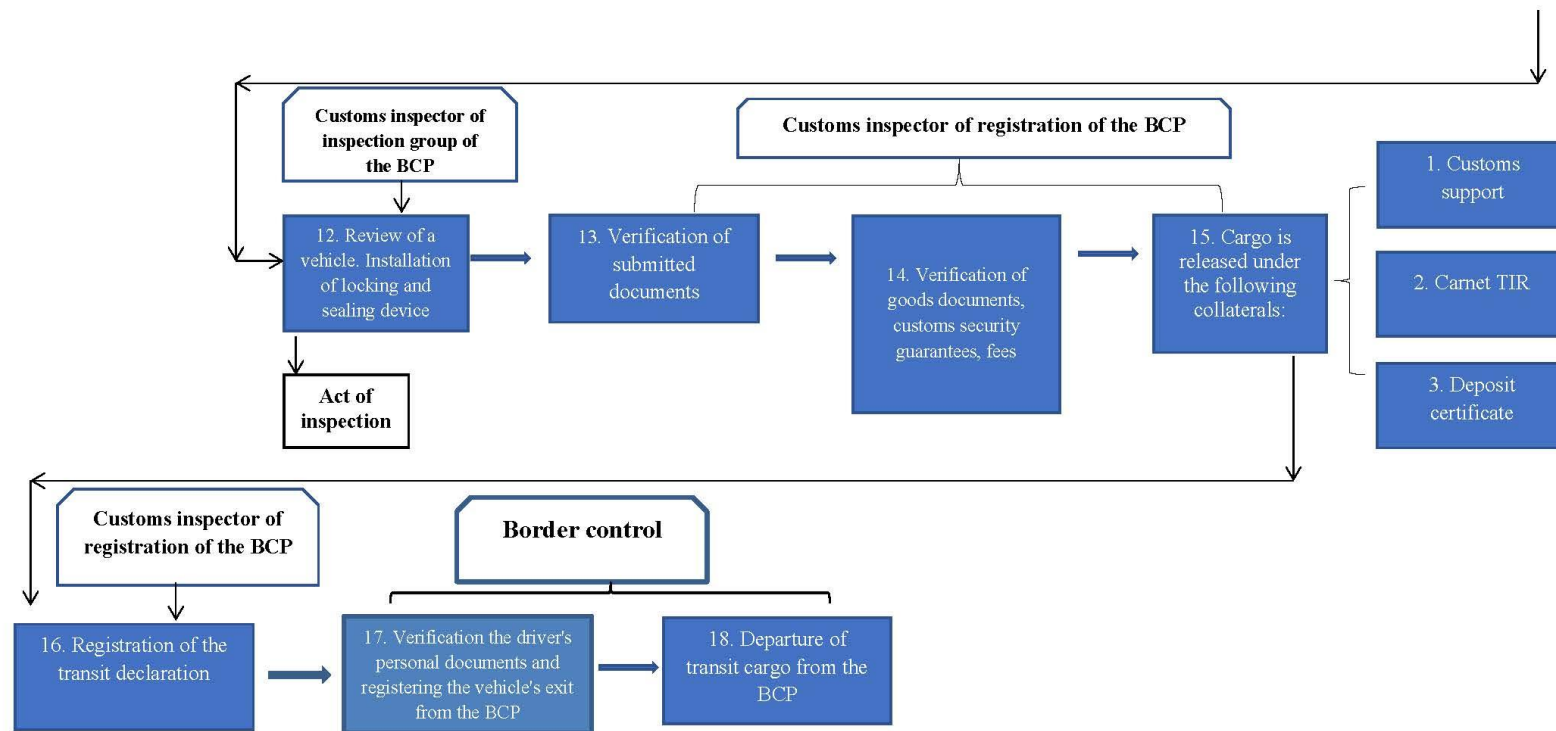 Customs inspector of
inspection group of
the BCP
Customs inspector of registration of the BCP
12. Review of a
vehicle. Installation
of locking and
sealing device
13. Verification of
submitted
documents
14. Verification of
goods documents,
customs security
guarantees, fees
15. Cargo is
released under
the following
collaterals:
1. Customs
support
2. Carnet TIR
3. Deposit
certificate
Act of
inspection
Customs inspector of
registration of the BCP
Border control
16. Registration of the
transit declaration
17. Verification the driver's
personal documents and
registering the vehicle's exit
from the BCP
18. Departure of
transit cargo from the
BCP